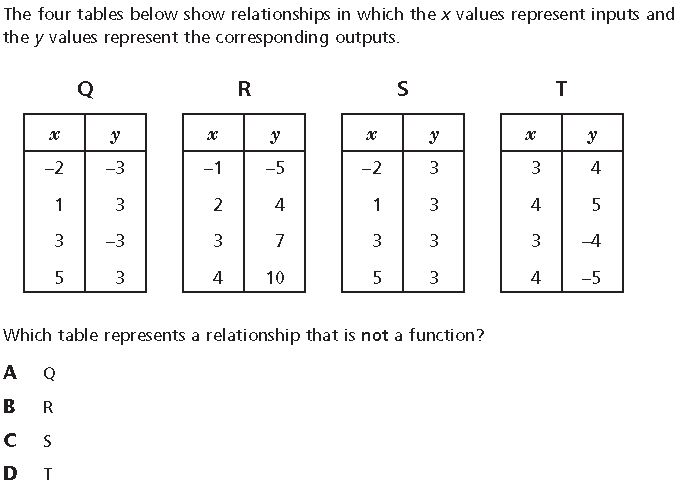 The four tables below show relationships in which the x values represent inputs and
the y values represent the corresponding outputs.
Q R S T
x y x y x y x y
–2 –3 –1 –5 –2 3 3 4
1 3 2 4 1 3 4 5
3 –3 3 7 3 3 3 –4
5 3 4 10 5 3 4 –5
Which table represents a relationship that is not a function?
A Q
B R
C S
D T